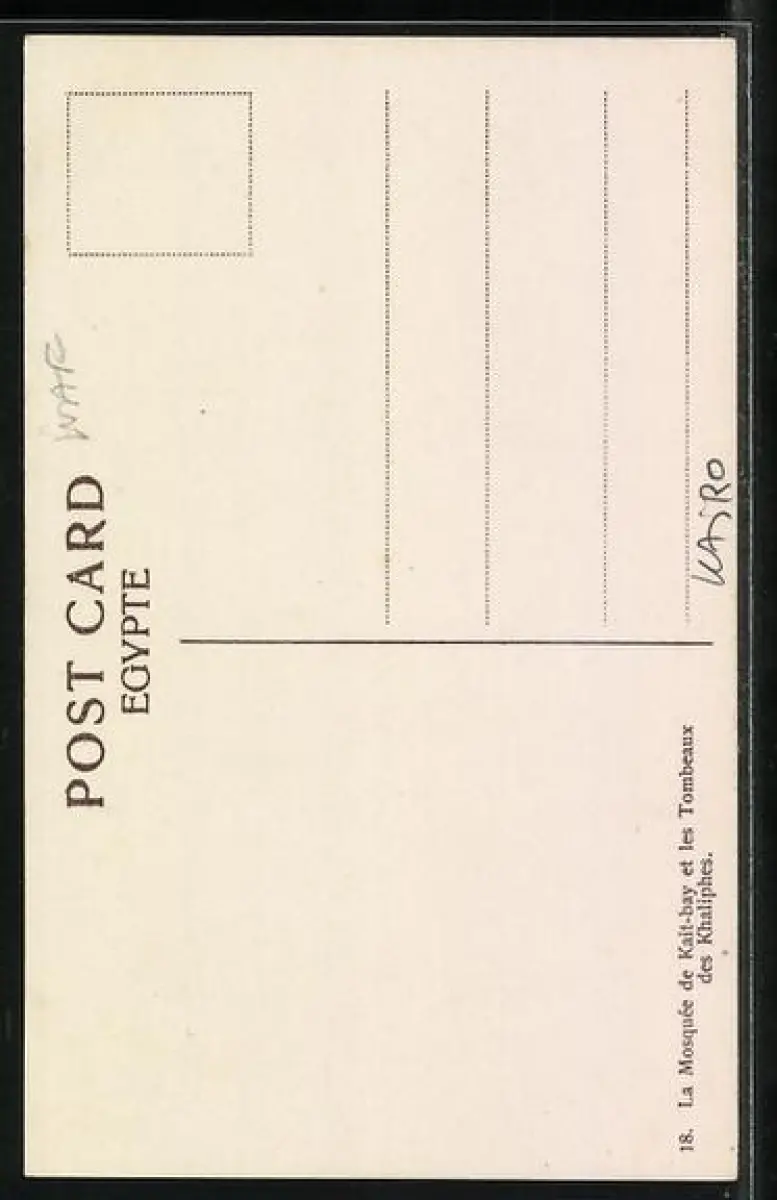 POST CARD
EGYPTE
18. La Mosquée de Kait-bay et les Tombeaux
des Khaliphes.
KAiRO